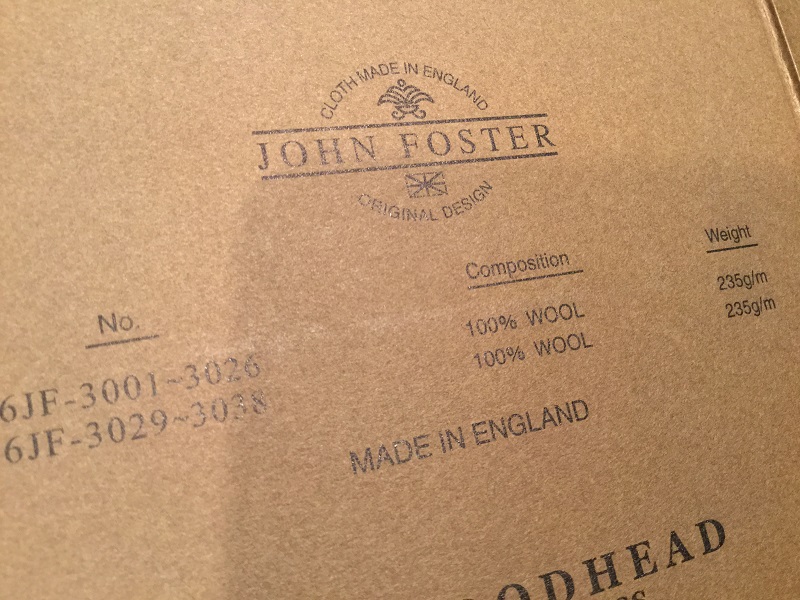 CLOTH MADE IN ENGLAND
JOHN FOSTER
ORIGINAL DESIGN
No. Composition Weight
6JF-3001~3026 100% WOOL 235g/m
6JF-3029~3038 100% WOOL 235g/m
MADE IN ENGLAND